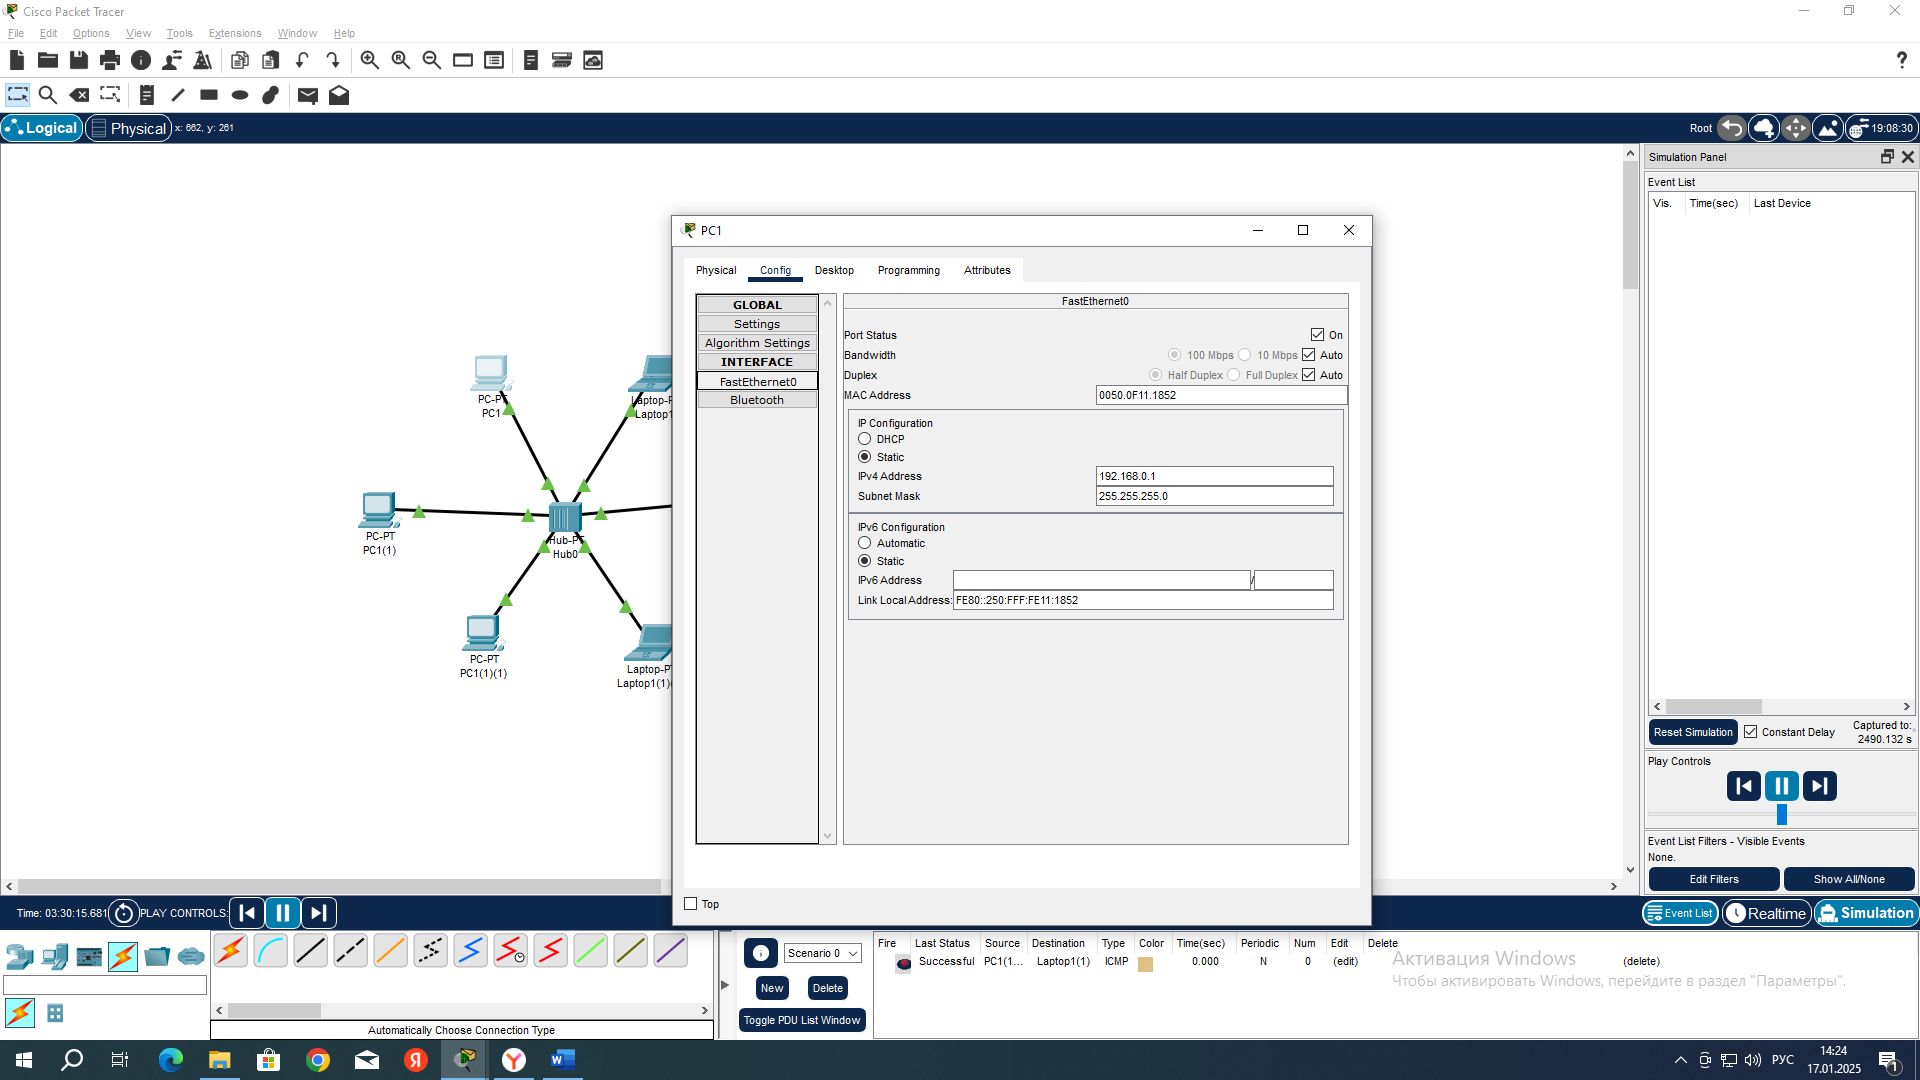 Cisco Packet Tracer
File Edit Options View Tools Extensions Window Help
Logical Physical x: 662, y: 261 Root 19:08:30
Simulation Panel
Event List
Vis. Time(sec) Last Device
PC1
Physical Config Desktop Programming Attributes
GLOBAL
Settings
Algorithm Settings
INTERFACE
FastEthernet0
Bluetooth
FastEthernet0
Port Status On
Bandwidth 100 Mbps 10 Mbps Auto
Duplex Half Duplex Full Duplex Auto
MAC Address 0050.0F11.1852
IP Configuration
DHCP
Static
IPv4 Address 192.168.0.1
Subnet Mask 255.255.255.0
IPv6 Configuration
Automatic
Static
IPv6 Address /
Link Local Address: FE80::250:FFF:FE11:1852
Top
PC-PT
PC1
Laptop-P
Laptop1
PC-PT
PC1(1)
Hub-PT
Hub0
PC-PT
PC1(1)(1)
Laptop-PT
Laptop1(1)
Reset Simulation Constant Delay Captured to:
2490.132 s
Play Controls
Event List Filters - Visible Events
None.
Edit Filters Show All/None
Time: 03:30:15.681 PLAY CONTROLS:
Event List Realtime Simulation
Automatically Choose Connection Type
Scenario 0
New Delete
Toggle PDU List Window
Fire Last Status Source Destination Type Color Time(sec) Periodic Num Edit Delete
Successful PC1(1... Laptop1(1) ICMP 0.000 N 0 (edit) (delete)
Активация Windows
Чтобы активировать Windows, перейдите в раздел "Параметры".
РУС
14:24
17.01.2025
1